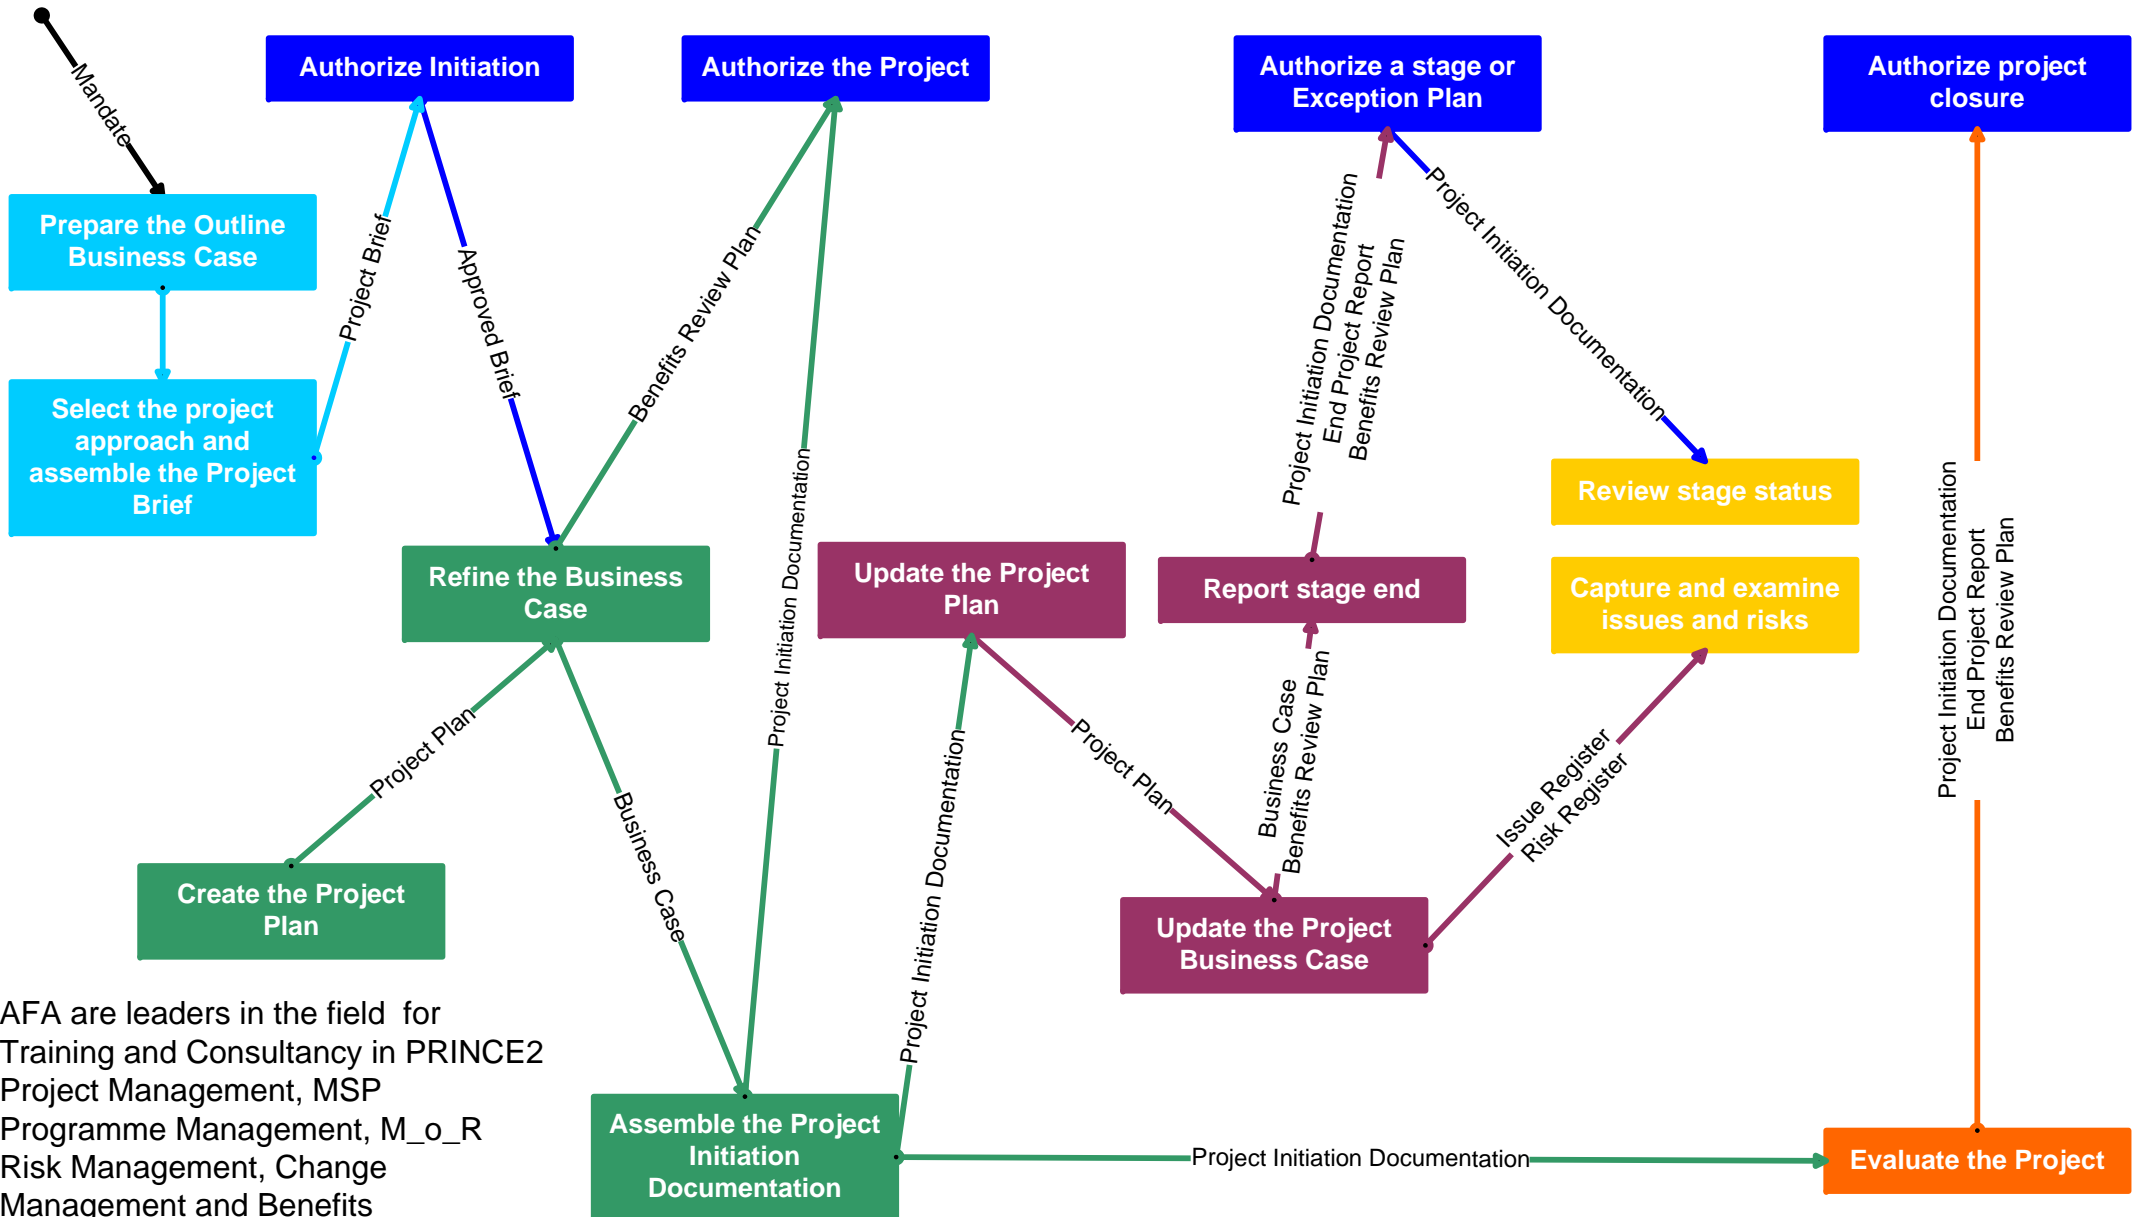 Mandate
Authorize Initiation
Authorize the Project
Authorize a stage or
Exception Plan
Authorize project
closure
Prepare the Outline
Business Case
Project Brief
Approved Brief
Benefits Review Plan
Project Initiation Documentation
Project Initiation Documentation
End Project Report
Benefits Review Plan
Project Initiation Documentation
Select the project
approach and
assemble the Project
Brief
Refine the Business
Case
Update the Project
Plan
Report stage end
Review stage status
Capture and examine
issues and risks
Project Initiation Documentation
End Project Report
Benefits Review Plan
Project Plan
Business Case
Project Initiation Documentation
Project Plan
Business Case
Benefits Review Plan
Issue Register
Risk Register
Create the Project
Plan
Update the Project
Business Case
AFA are leaders in the field  for
Training and Consultancy in PRINCE2
Project Management, MSP
Programme Management, M_o_R
Risk Management, Change
Management and Benefits
Assemble the Project
Initiation
Documentation
Project Initiation Documentation
Evaluate the Project